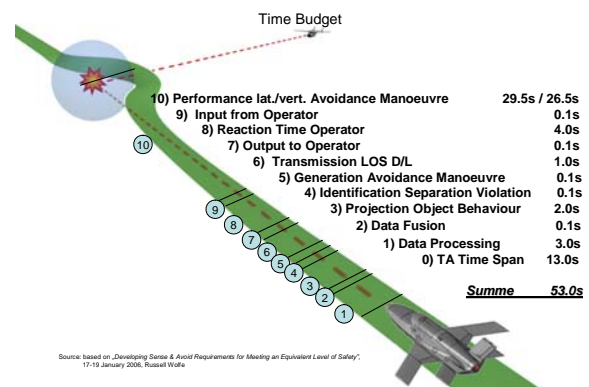 Time Budget
10) Performance lat./vert. Avoidance Manoeuvre 29.5s / 26.5s
9) Input from Operator 0.1s
8) Reaction Time Operator 4.0s
7) Output to Operator 0.1s
6) Transmission LOS D/L 1.0s
5) Generation Avoidance Manoeuvre 0.1s
4) Identification Separation Violation 0.1s
3) Projection Object Behaviour 2.0s
2) Data Fusion 0.1s
1) Data Processing 3.0s
0) TA Time Span 13.0s
Summe 53.0s
10
9
8
7
6
5
4
3
2
1
Source: based on „Developing Sense & Avoid Requirements for Meeting an Equivalent Level of Safety",
17-19 January 2006, Russell Wolfe